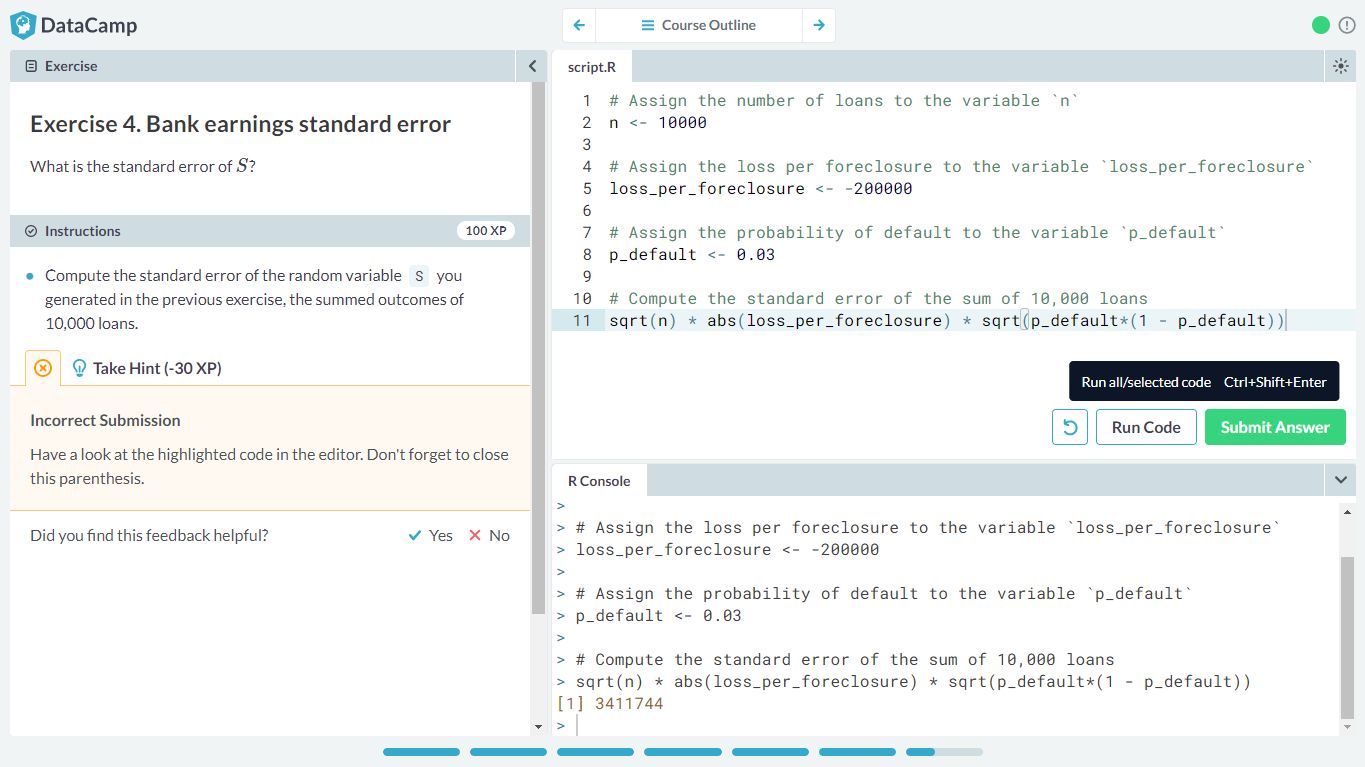 DataCamp
Course Outline
Exercise
Exercise 4. Bank earnings standard error
What is the standard error of S?
Instructions
100 XP
Compute the standard error of the random variable S you
generated in the previous exercise, the summed outcomes of
10,000 loans.
Take Hint (-30 XP)
Incorrect Submission
Have a look at the highlighted code in the editor. Don't forget to close
this parenthesis.
Did you find this feedback helpful?
Yes
No
script.R
1 # Assign the number of loans to the variable `n`
2 n <- 10000
3
4 # Assign the loss per foreclosure to the variable `loss_per_foreclosure`
5 loss_per_foreclosure <- -200000
6
7 # Assign the probability of default to the variable `p_default`
8 p_default <- 0.03
9
10 # Compute the standard error of the sum of 10,000 loans
11 sqrt(n) * abs(loss_per_foreclosure) * sqrt(p_default*(1 - p_default))
Run all/selected code Ctrl+Shift+Enter
Run Code
Submit Answer
R Console
>
> # Assign the loss per foreclosure to the variable `loss_per_foreclosure`
> loss_per_foreclosure <- -200000
>
> # Assign the probability of default to the variable `p_default`
> p_default <- 0.03
>
> # Compute the standard error of the sum of 10,000 loans
> sqrt(n) * abs(loss_per_foreclosure) * sqrt(p_default*(1 - p_default))
[1] 3411744
>